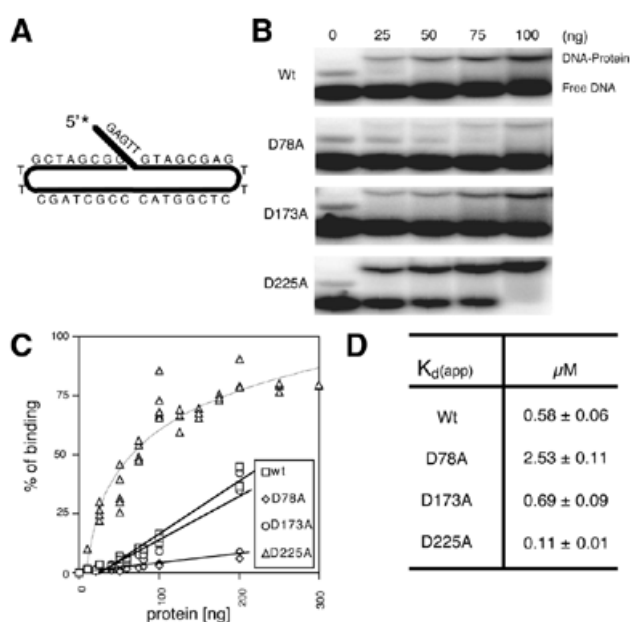 A
5'*
GAGTT
GCTAGCGG GTAGCGAG
T T
T T
CGATCGCC CATGGCTC
B
0 25 50 75 100 (ng)
DNA-Protein
Wt
Free DNA
D78A
D173A
D225A
C
% of binding
100
75
50
25
0
0
100
200
300
protein [ng]
wt
D78A
D173A
D225A
D
Kd(app) µM
Wt 0.58 ± 0.06
D78A 2.53 ± 0.11
D173A 0.69 ± 0.09
D225A 0.11 ± 0.01